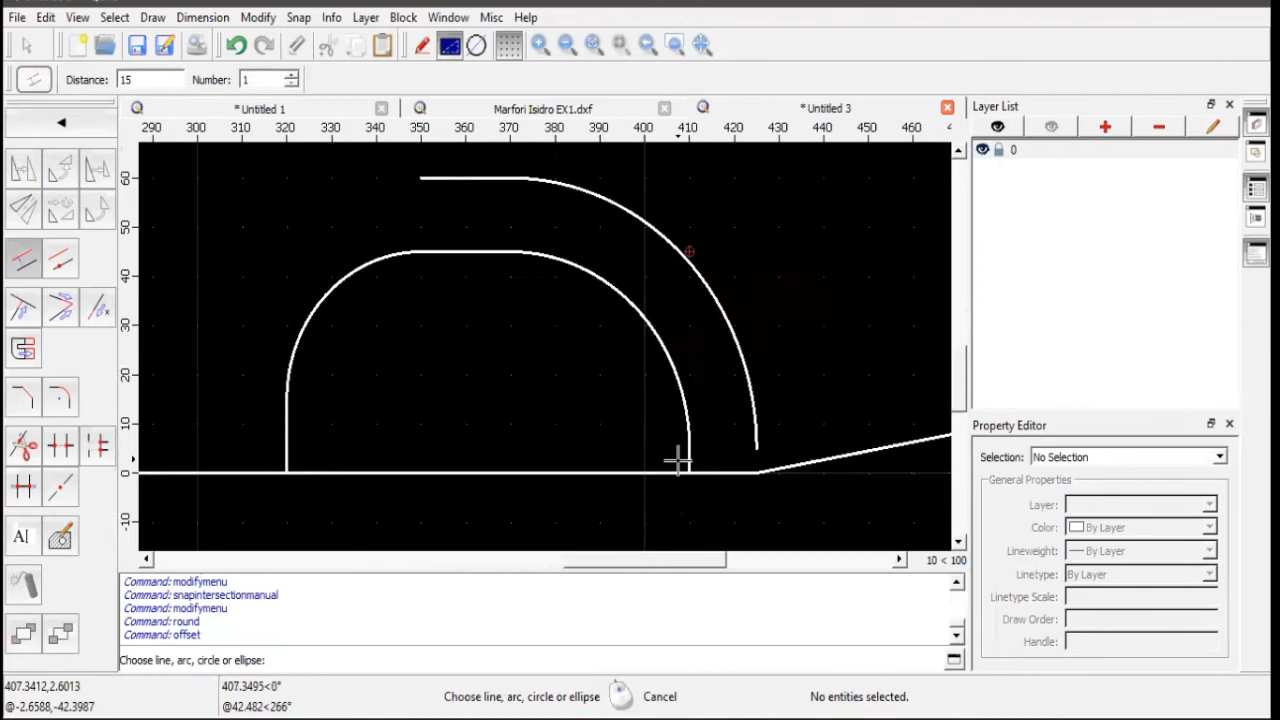 File Edit View Select Draw Dimension Modify Snap Info Layer Block Window Misc Help
Distance: 15 Number: 1
* Untitled 1 Marfori Isidro EX1.dxf * Untitled 3
Layer List
290 300 310 320 330 340 350 360 370 380 390 400 410 420 430 440 450 460 4
0
60
50
40
30
20
10
0
-10
Property Editor
Selection: No Selection
General Properties
Layer:
Color: By Layer
Lineweight: By Layer
Linetype: By Layer
Linetype Scale:
Draw Order:
Handle:
AI
10 < 100
Command: modifymenu
Command: snapintersectionmanual
Command: modifymenu
Command: round
Command: offset
Choose line, arc, circle or ellipse:
407.3412,2.6013 407.3495<0° Choose line, arc, circle or ellipse Cancel No entities selected.
@-2.6588,-42.3987 @42.482<266°